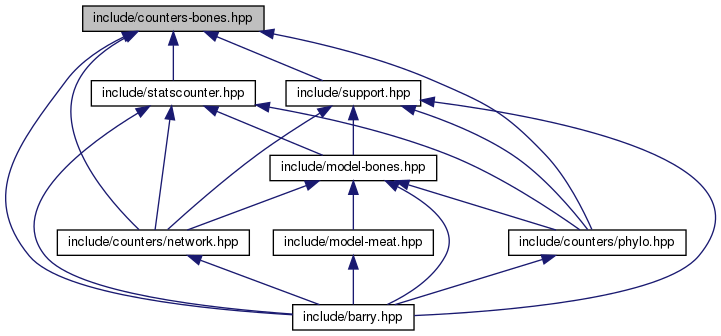 include/counters-bones.hpp
include/statscounter.hpp
include/support.hpp
include/model-bones.hpp
include/counters/network.hpp
include/model-meat.hpp
include/counters/phylo.hpp
include/barry.hpp